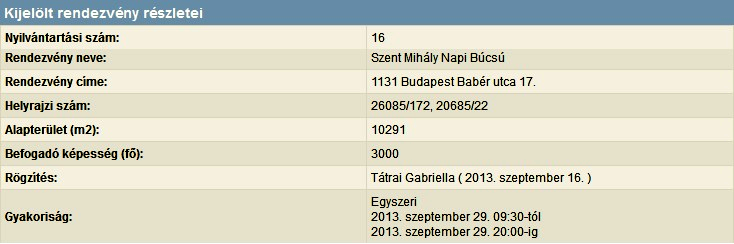 Kijelölt rendezvény részletei
Nyilvántartási szám: 16
Rendezvény neve: Szent Mihály Napi Búcsú
Rendezvény címe: 1131 Budapest Babér utca 17.
Helyrajzi szám: 26085/172, 20685/22
Alapterület (m2): 10291
Befogadó képesség (fő): 3000
Rögzítés: Tátrai Gabriella ( 2013. szeptember 16. )
Gyakoriság: Egyszeri
2013. szeptember 29. 09:30-tól
2013. szeptember 29. 20:00-ig